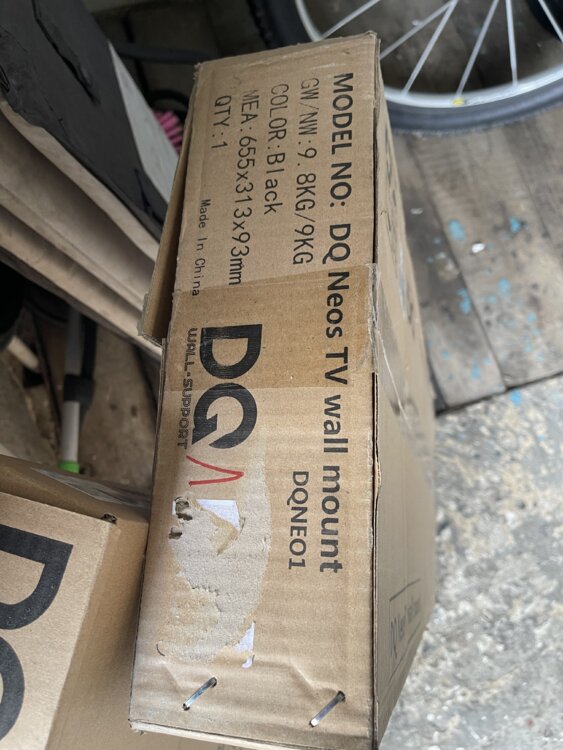 MODEL NO: DQ Neos TV wall mount
DQNEO1
GW/NW:9.8KG/9KG
COLOR:Black
MEA:655x313x93mm
QTY:1
Made In China
DQ
WALL-SUPPORT
DQ